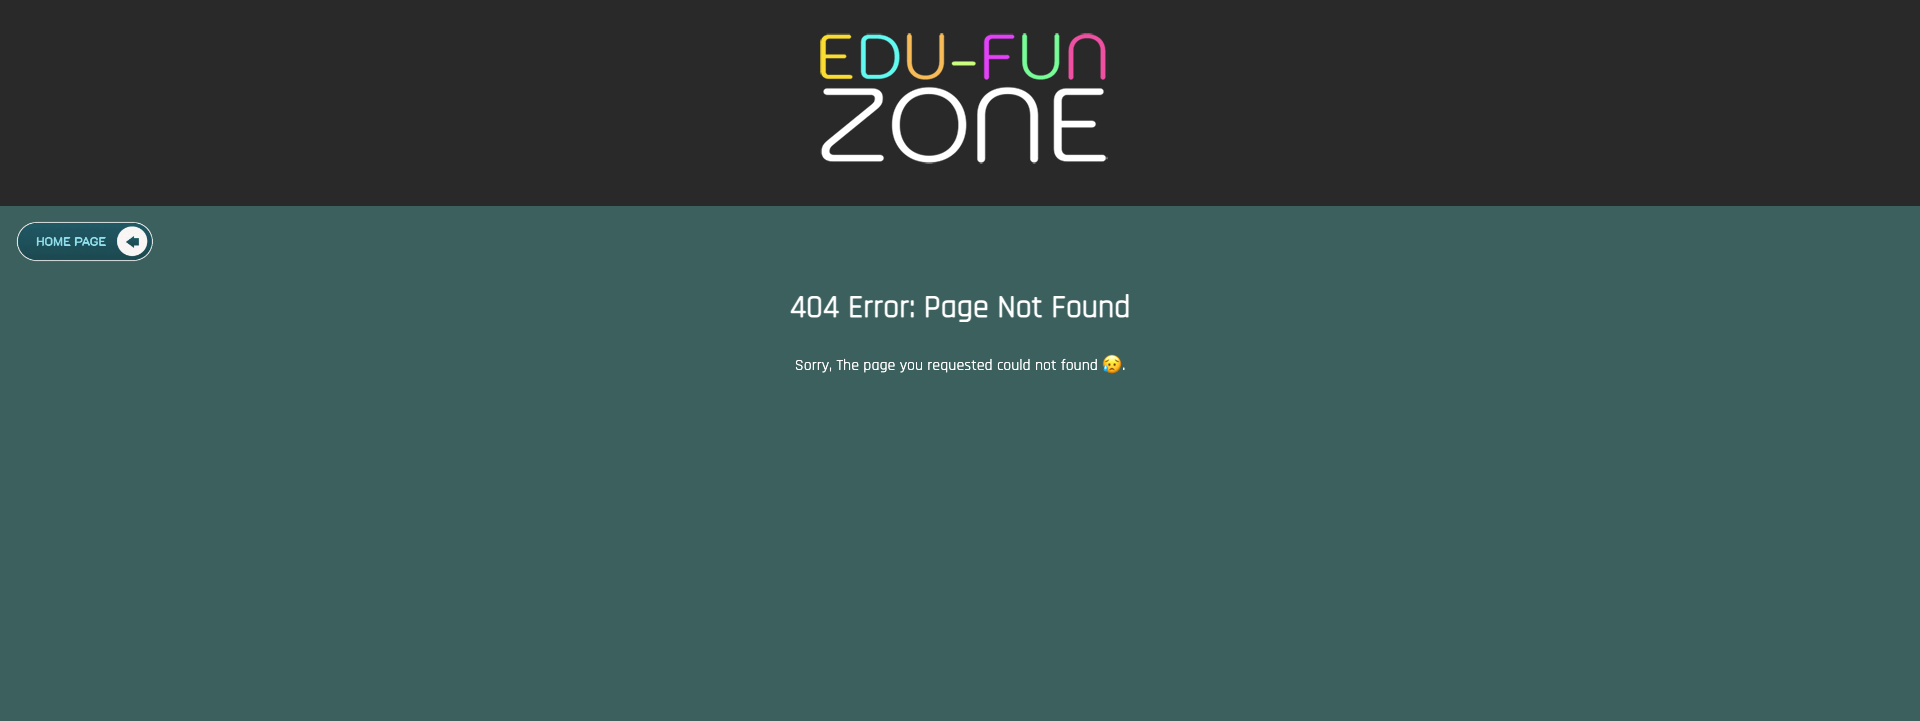 EDU-FUN
ZONE
HOME PAGE
404 Error: Page Not Found
Sorry, The page you requested could not found 😥.